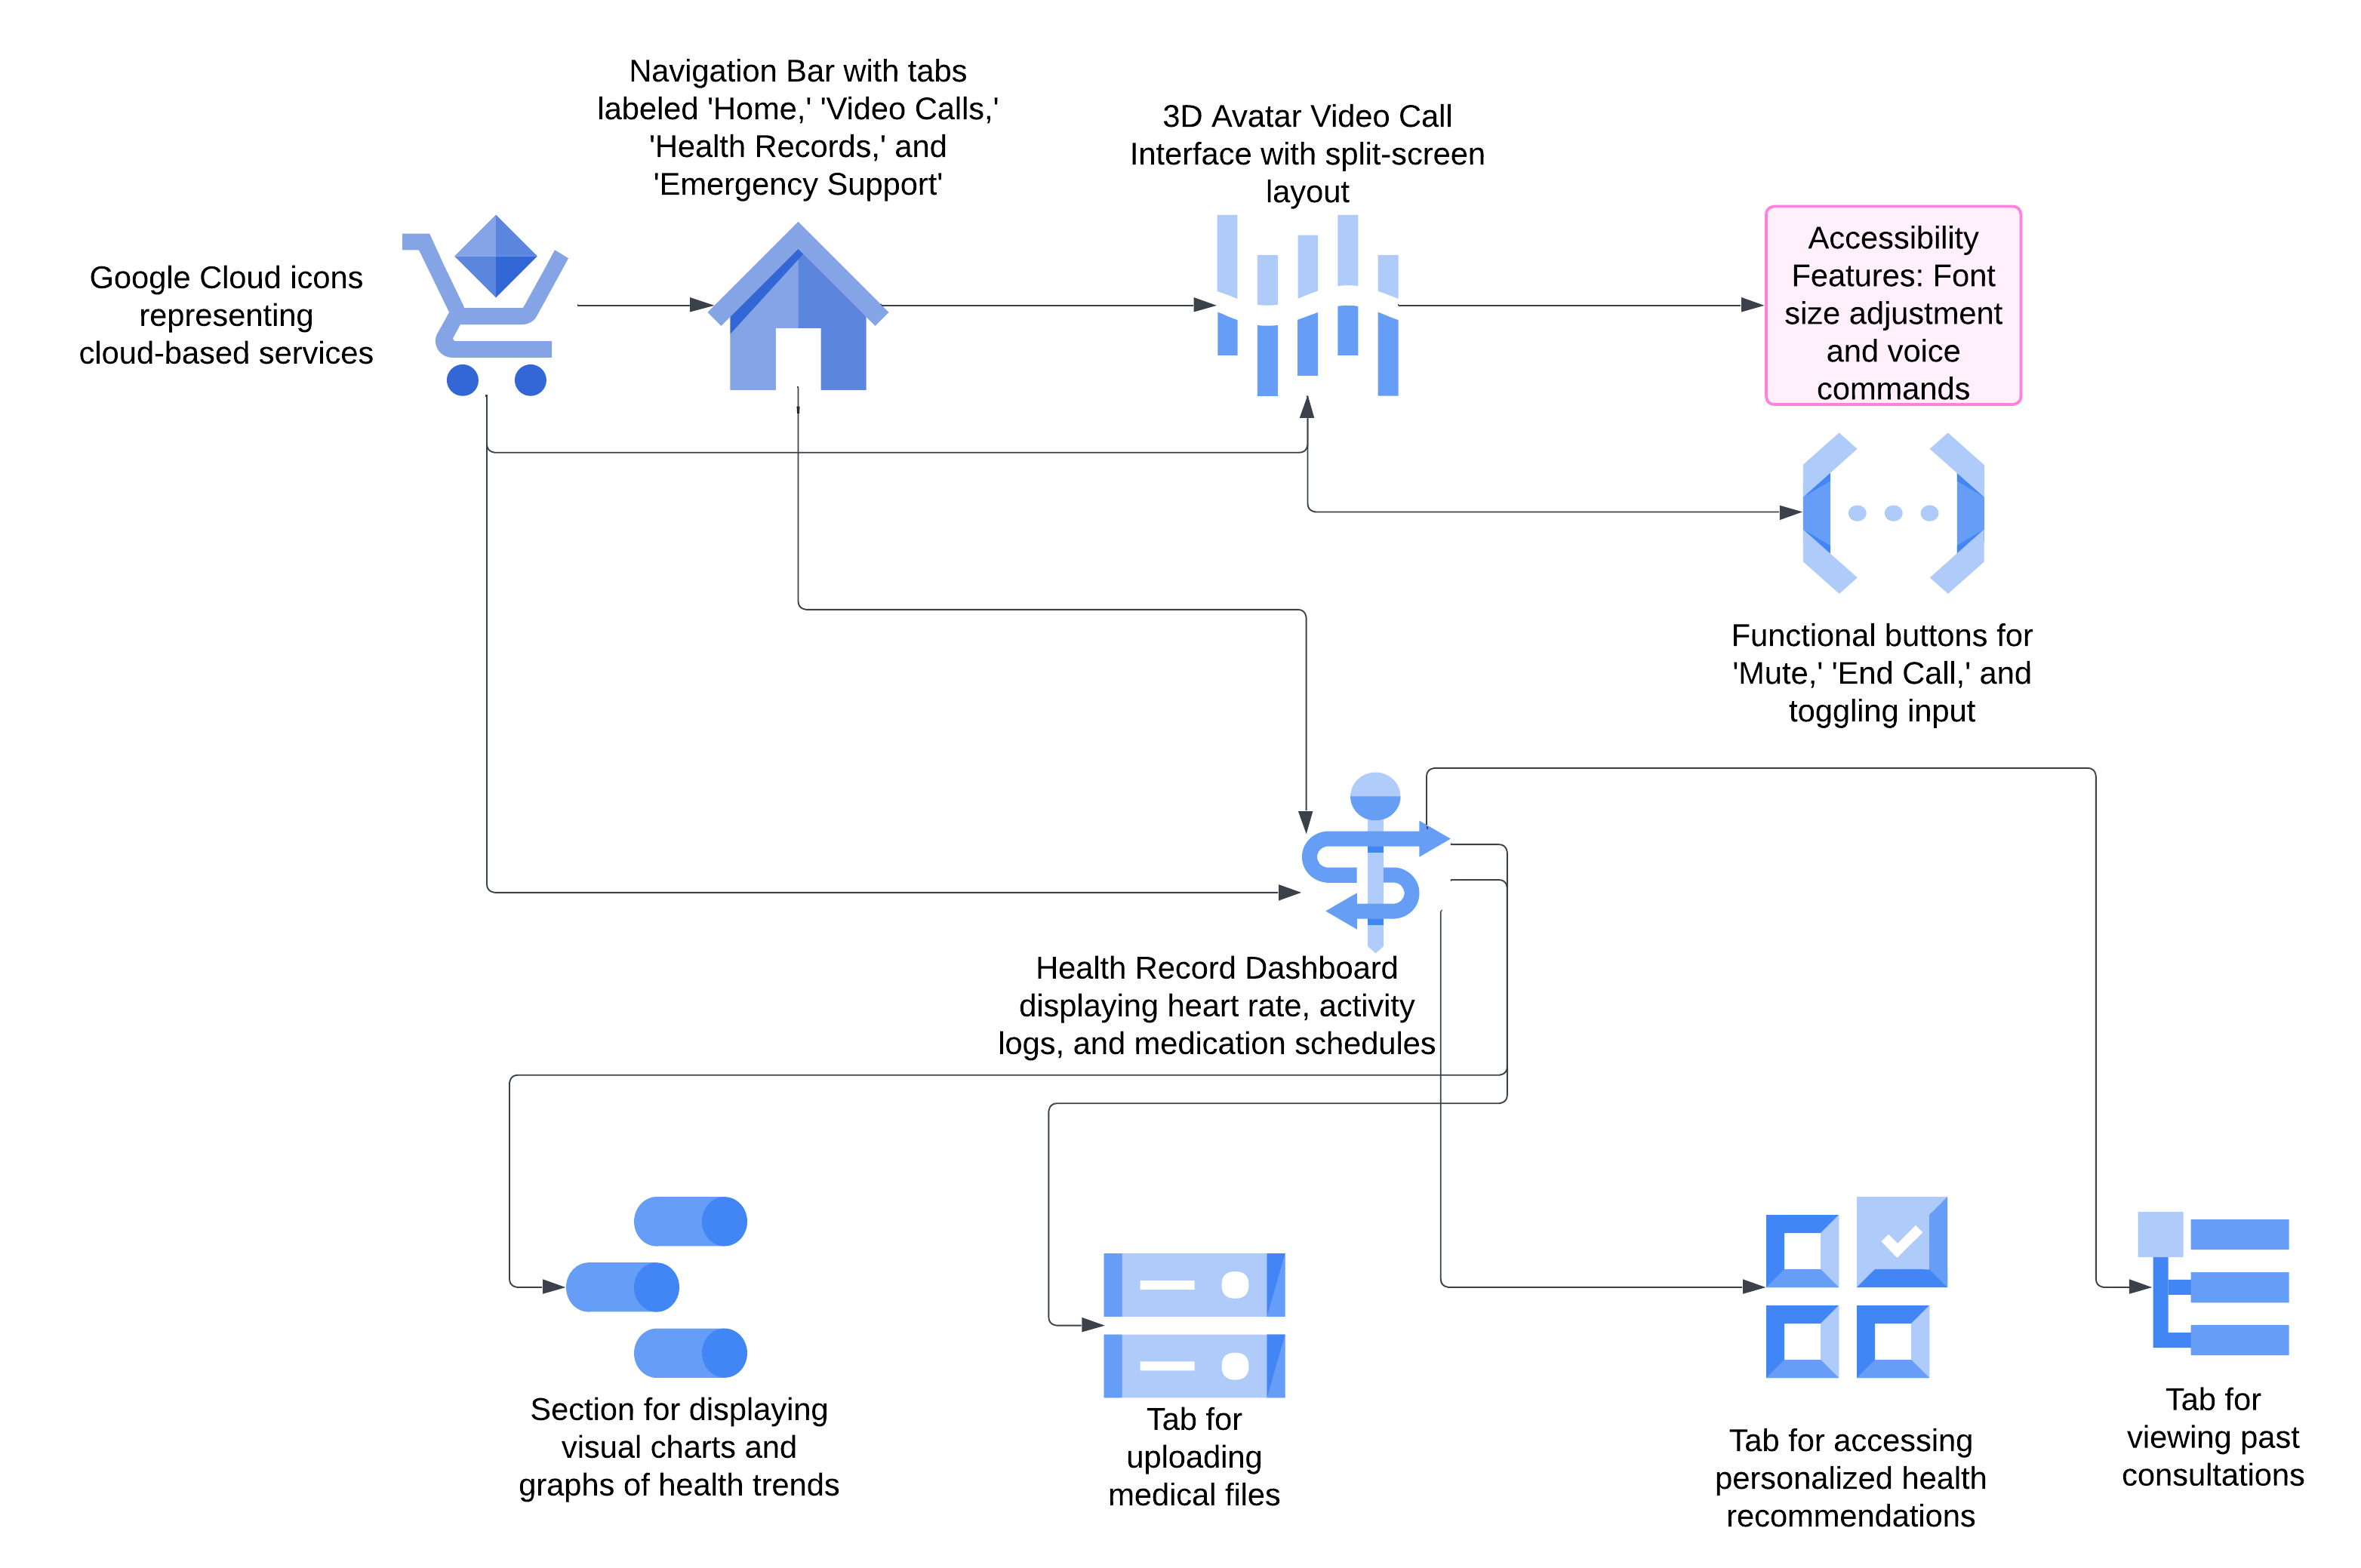 Navigation Bar with tabs
labeled 'Home,' 'Video Calls,'
'Health Records,' and
'Emergency Support'
3D Avatar Video Call
Interface with split-screen
layout
Google Cloud icons
representing
cloud-based services
Accessibility
Features: Font
size adjustment
and voice
commands
Functional buttons for
'Mute,' 'End Call,' and
toggling input
Health Record Dashboard
displaying heart rate, activity
logs, and medication schedules
Section for displaying
visual charts and
graphs of health trends
Tab for
uploading
medical files
Tab for accessing
personalized health
recommendations
Tab for
viewing past
consultations